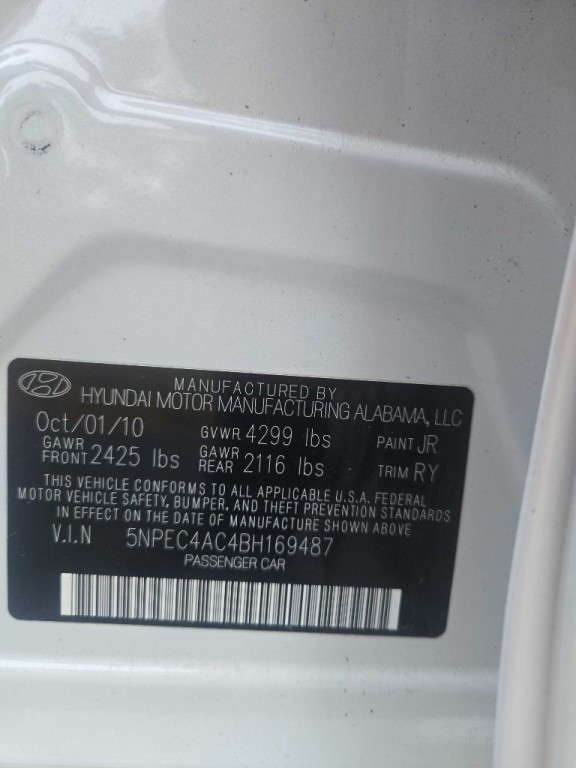 MANUFACTURED BY
HYUNDAI MOTOR MANUFACTURING ALABAMA, LLC
Oct/01/10 GVWR 4299 lbs PAINT JR
GAWR FRONT 2425 lbs GAWR REAR 2116 lbs TRIM RY
THIS VEHICLE CONFORMS TO ALL APPLICABLE U.S.A. FEDERAL
MOTOR VEHICLE SAFETY, BUMPER, AND THEFT PREVENTION STANDARDS
IN EFFECT ON THE DATE OF MANUFACTURE SHOWN ABOVE.
V.I.N 5NPEC4AC4BH169487
PASSENGER CAR